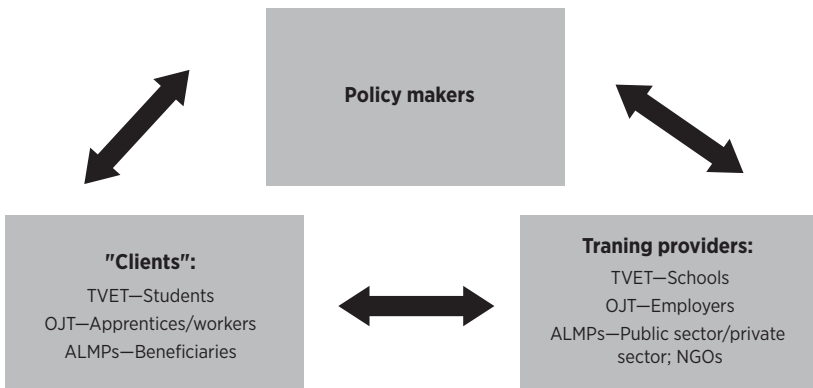 Policy makers
"Clients":
TVET—Students
OJT—Apprentices/workers
ALMPs—Beneficiaries
Traning providers:
TVET—Schools
OJT—Employers
ALMPs—Public sector/private
sector; NGOs